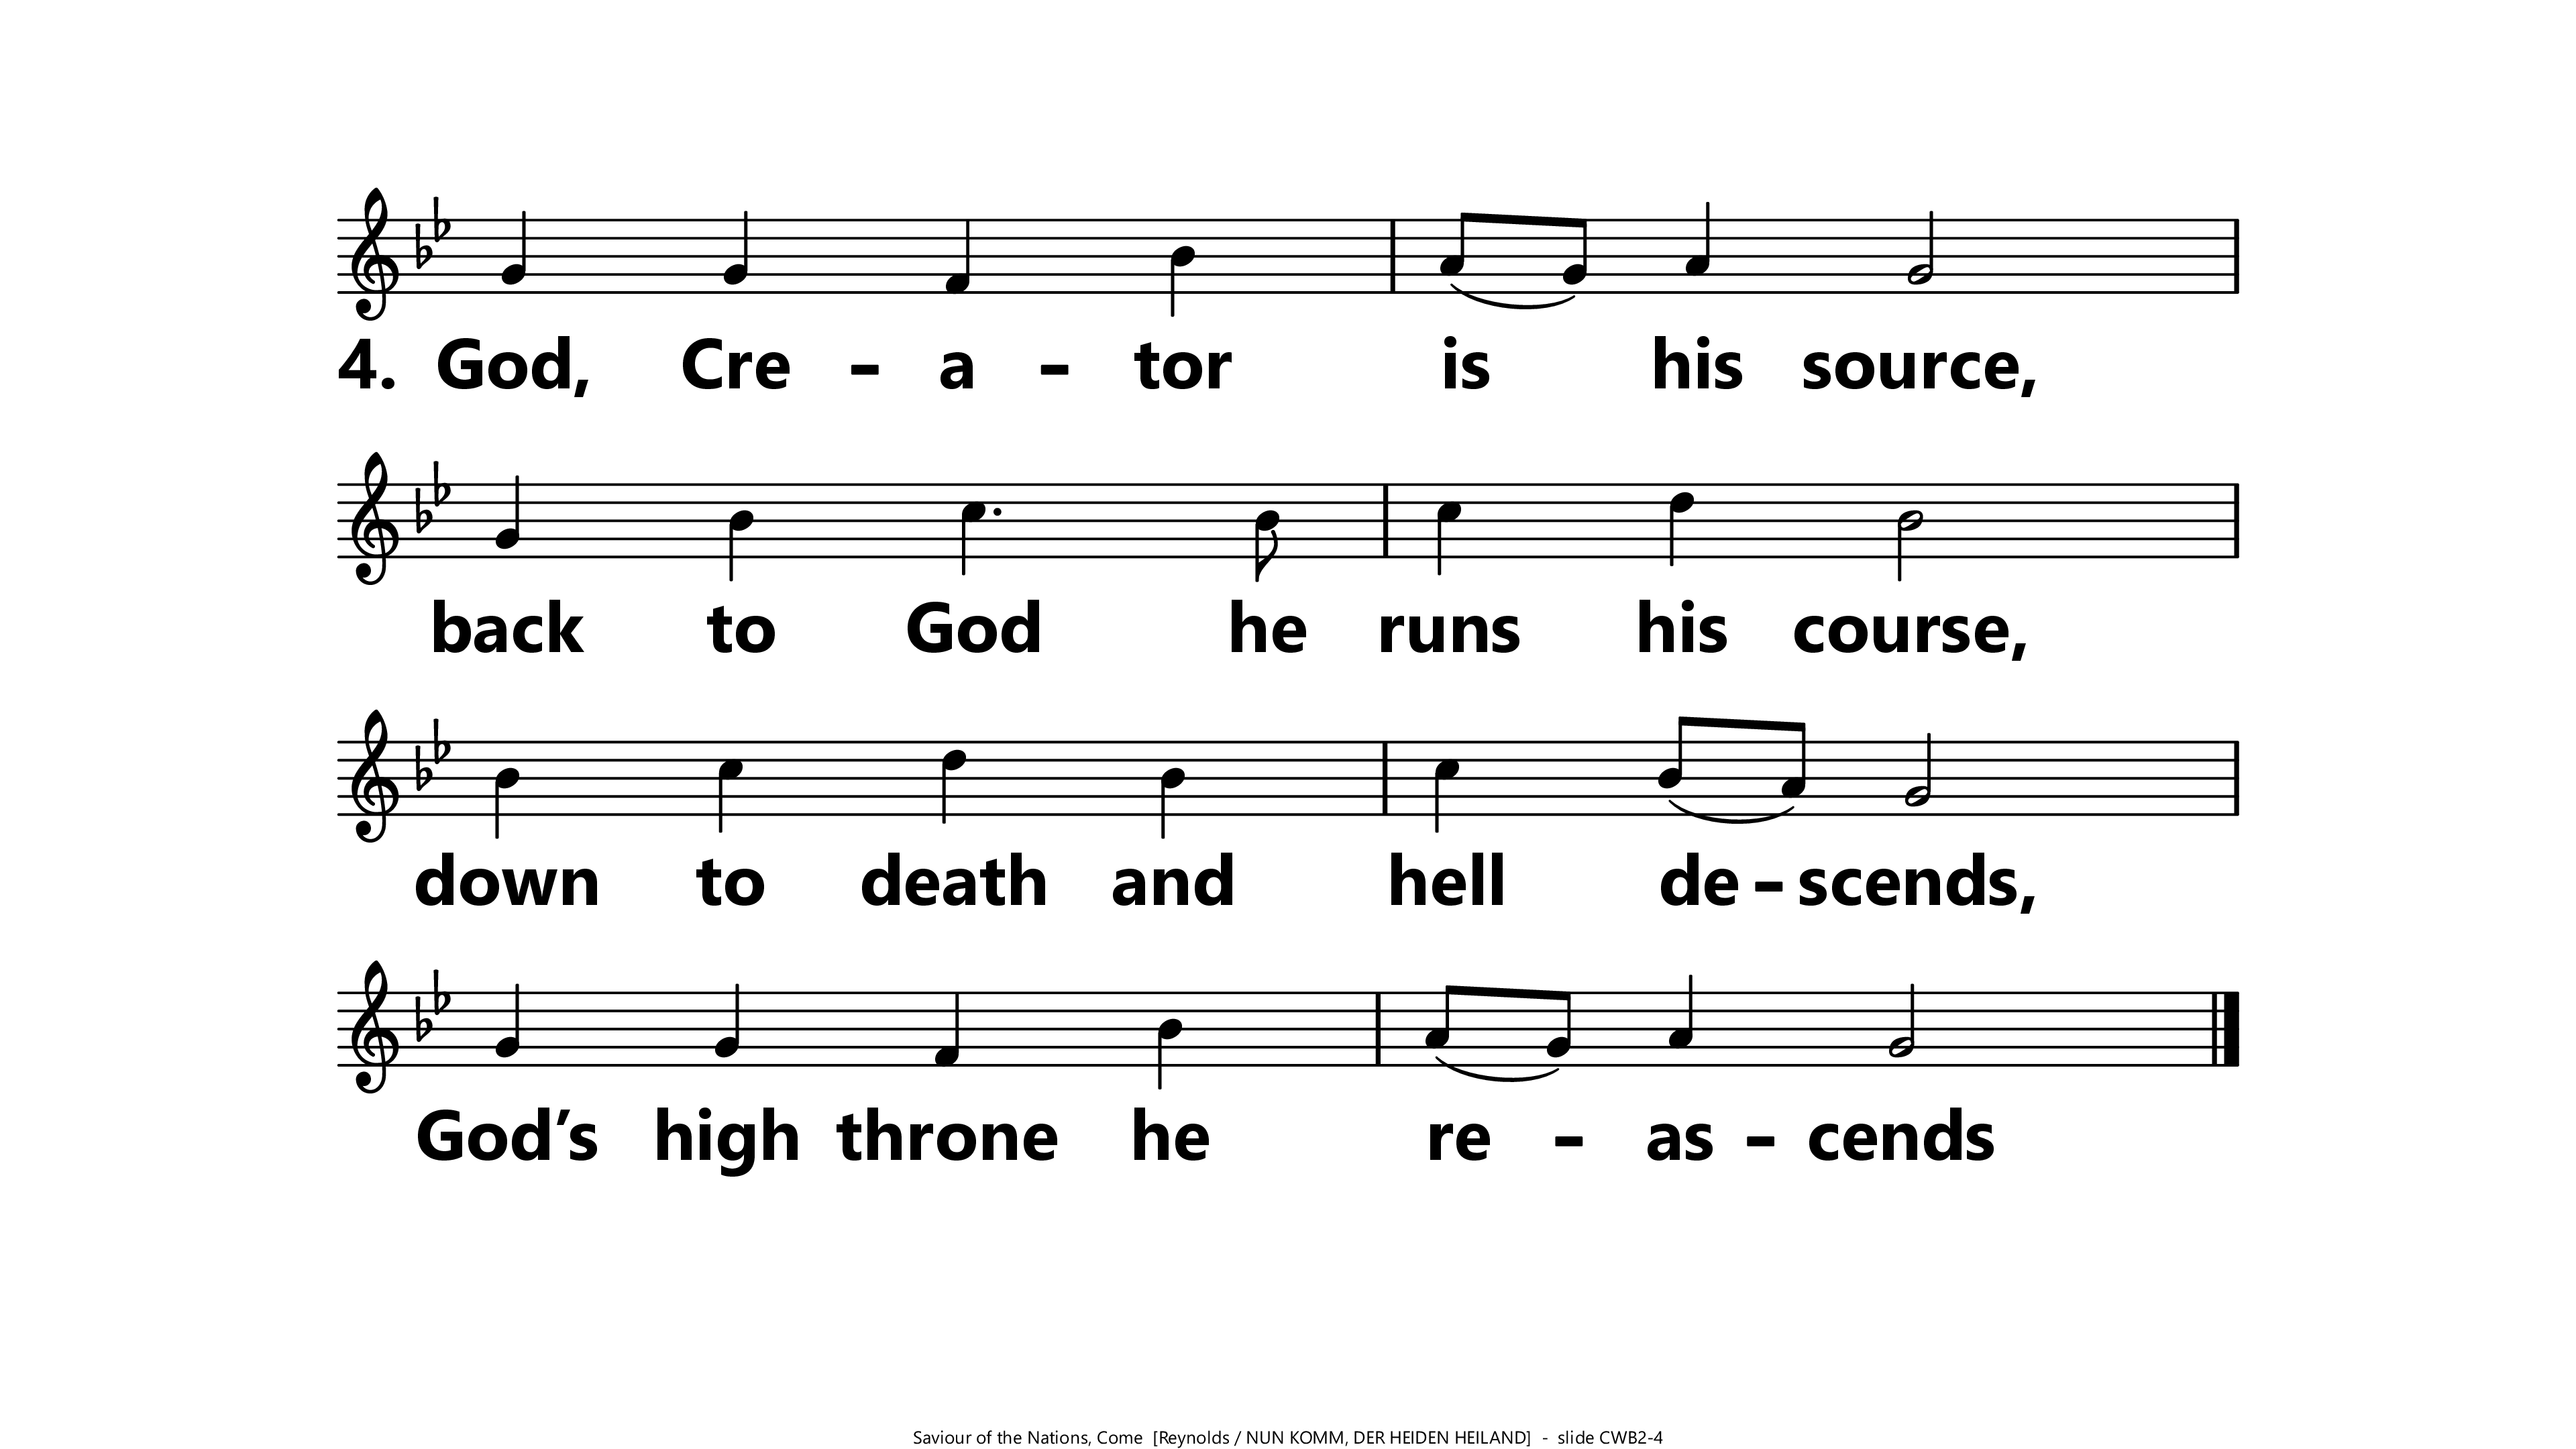 4. God, Cre - a - tor is his source,
back to God he runs his course,
down to death and hell de - scends,
God’s high throne he re - as - cends
Saviour of the Nations, Come [Reynolds / NUN KOMM, DER HEIDEN HEILAND] - slide CWB2-4